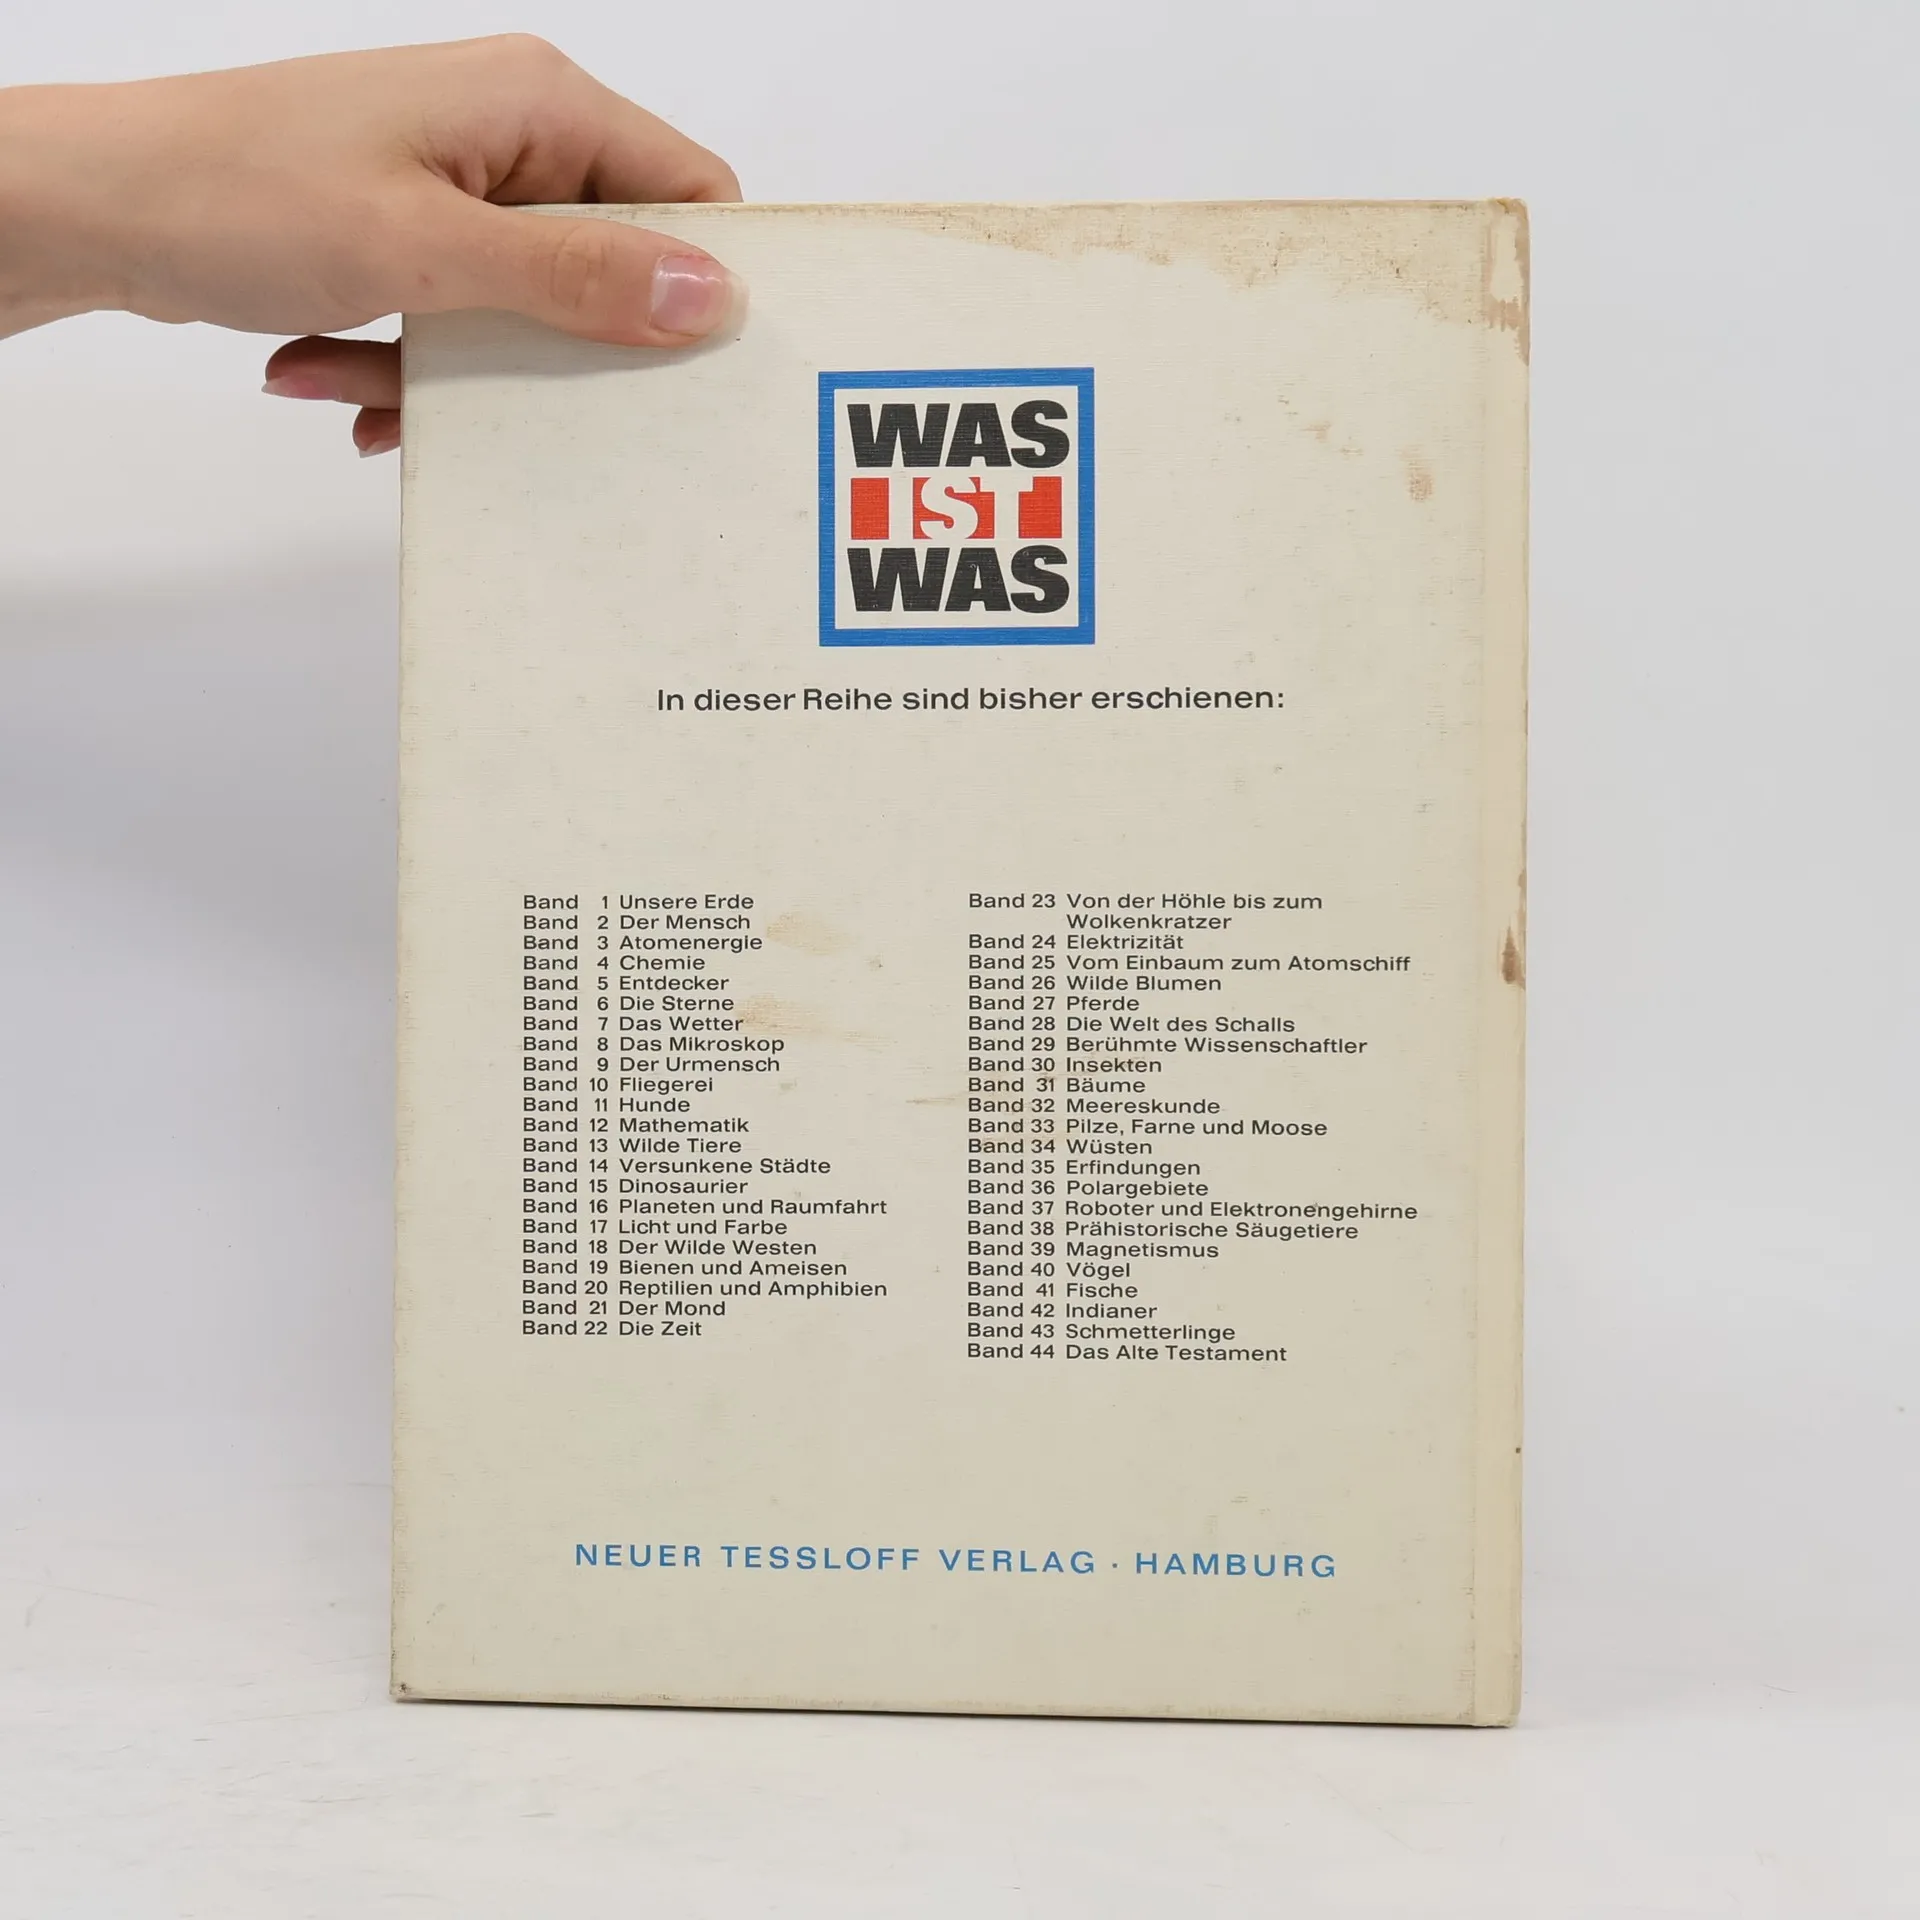 WAS
IST
WAS
In dieser Reihe sind bisher erschienen:
Band 1 Unsere Erde
Band 2 Der Mensch
Band 3 Atomenergie
Band 4 Chemie
Band 5 Entdecker
Band 6 Die Sterne
Band 7 Das Wetter
Band 8 Das Mikroskop
Band 9 Der Urmensch
Band 10 Fliegerei
Band 11 Hunde
Band 12 Mathematik
Band 13 Wilde Tiere
Band 14 Versunkene Städte
Band 15 Dinosaurier
Band 16 Planeten und Raumfahrt
Band 17 Licht und Farbe
Band 18 Der Wilde Westen
Band 19 Bienen und Ameisen
Band 20 Reptilien und Amphibien
Band 21 Der Mond
Band 22 Die Zeit
Band 23 Von der Höhle bis zum
Wolkenkratzer
Band 24 Elektrizität
Band 25 Vom Einbaum zum Atomschiff
Band 26 Wilde Blumen
Band 27 Pferde
Band 28 Die Welt des Schalls
Band 29 Berühmte Wissenschaftler
Band 30 Insekten
Band 31 Bäume
Band 32 Meereskunde
Band 33 Pilze, Farne und Moose
Band 34 Wüsten
Band 35 Erfindungen
Band 36 Polargebiete
Band 37 Roboter und Elektronengehirne
Band 38 Prähistorische Säugetiere
Band 39 Magnetismus
Band 40 Vögel
Band 41 Fische
Band 42 Indianer
Band 43 Schmetterlinge
Band 44 Das Alte Testament
NEUER TESSLOFF VERLAG · HAMBURG